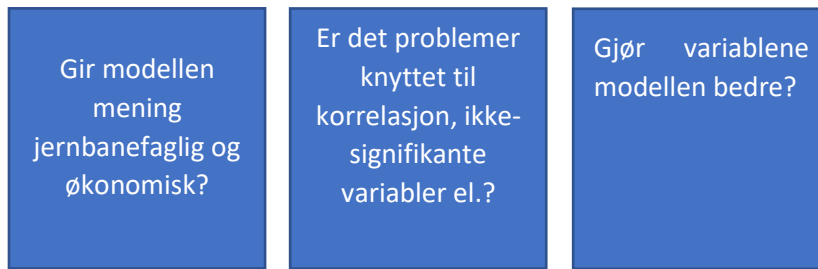 Gir modellen
mening
jernbanefaglig og
økonomisk?
Er det problemer
knyttet til
korrelasjon, ikke-
signifikante
variabler el.?
Gjør variablene
modellen bedre?